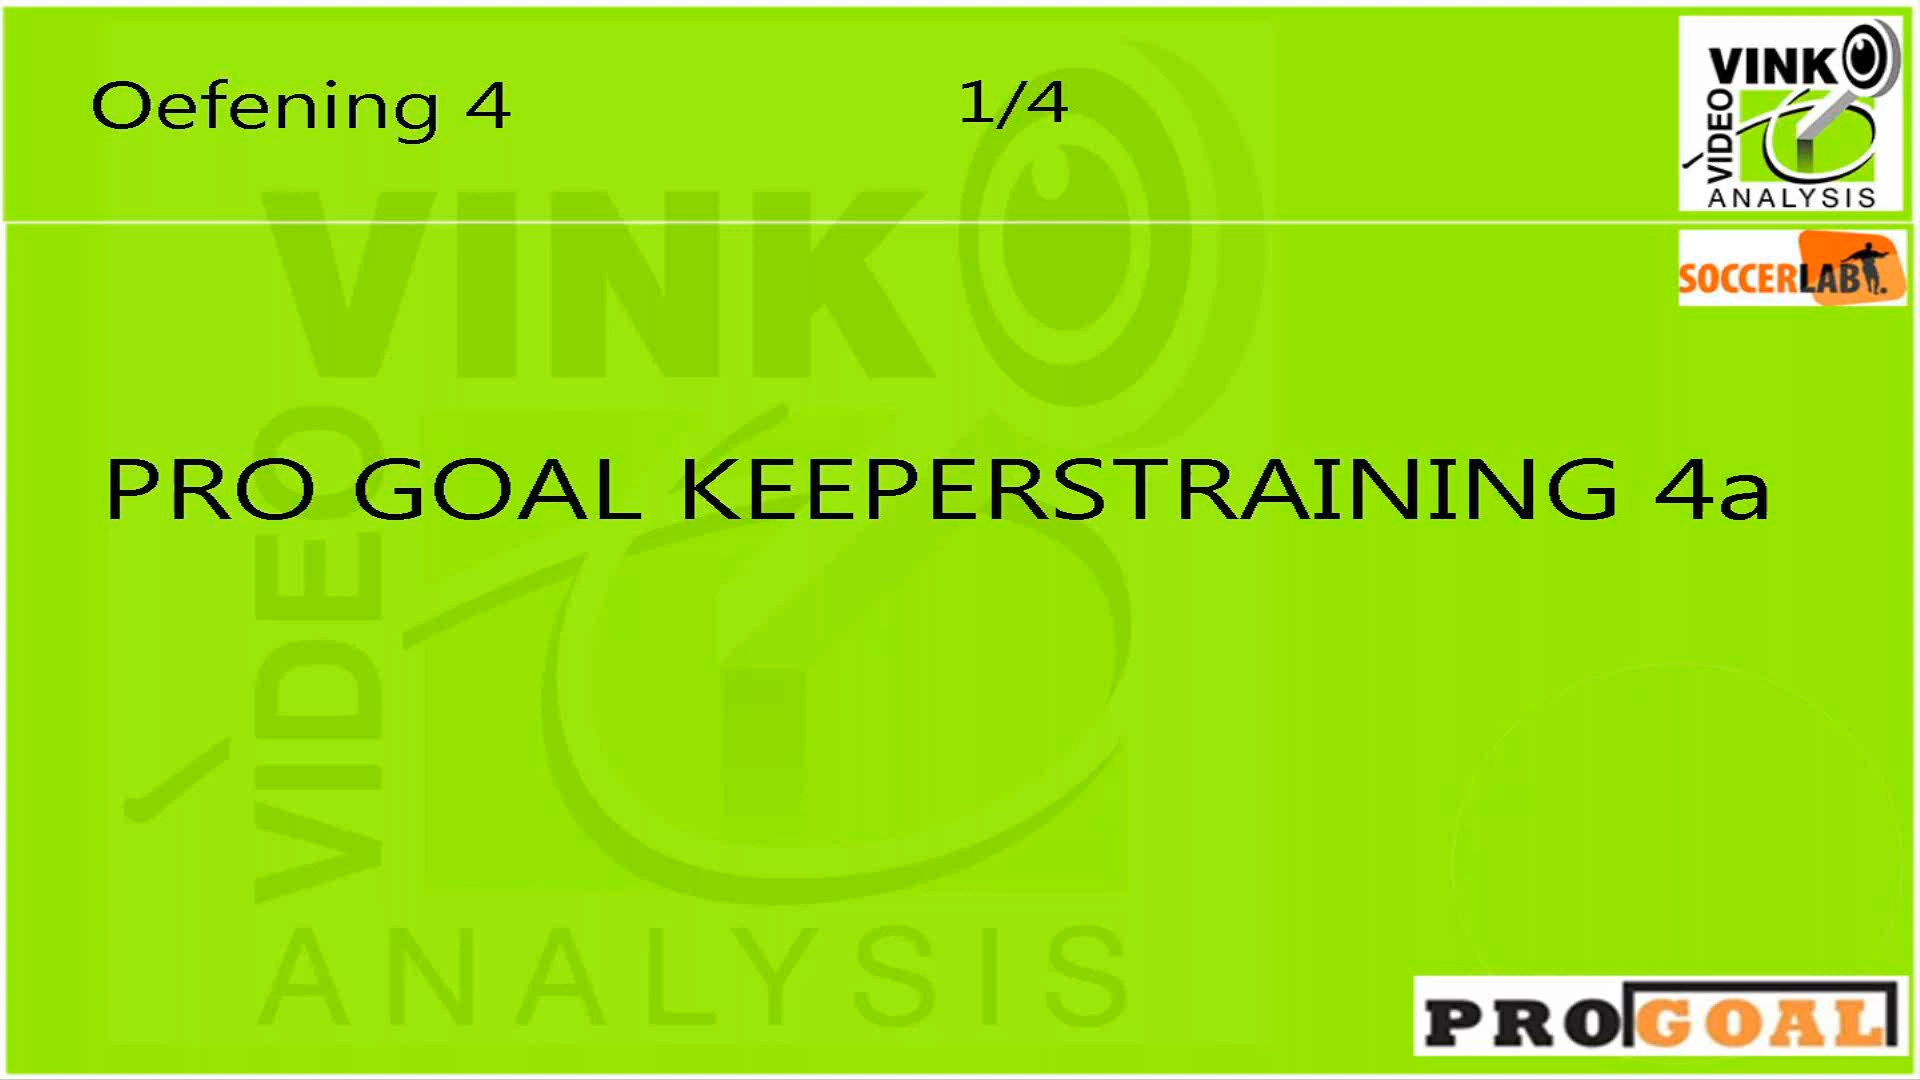 Oefening 4
1/4
VINK
VIDEO
ANALYSIS
SOCCERLAB
VINK
VIDEO
PRO GOAL KEEPERSTRAINING 4a
ANALYSIS
PROGOAL